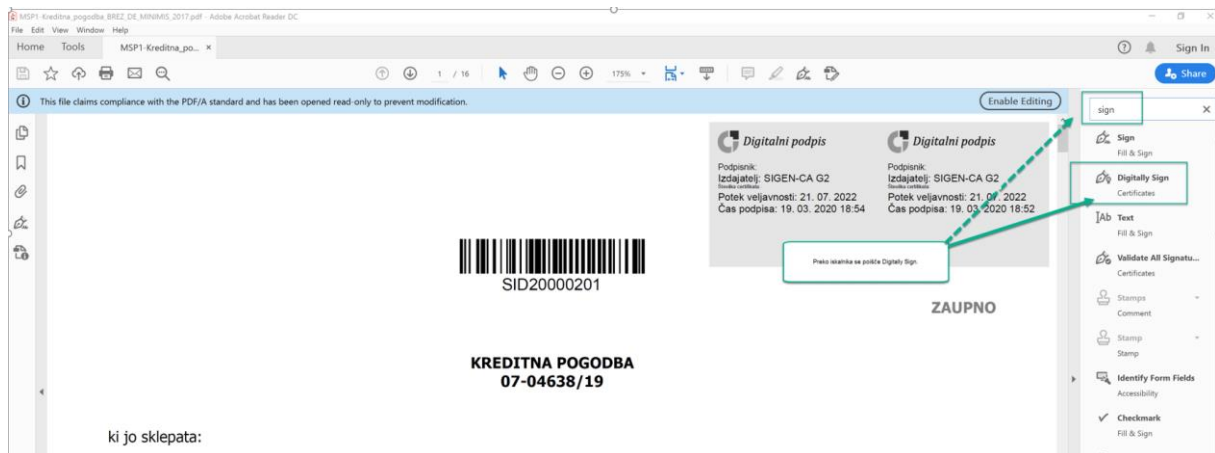 MSP1-Kreditna_pogodba_BREZ_DE_MINIMIS_2017.pdf - Adobe Acrobat Reader DC
File Edit View Window Help
Home Tools MSP1-Kreditna_po... × Sign In
1 / 16 175% Share
This file claims compliance with the PDF/A standard and has been opened read-only to prevent modification. Enable Editing
sign ×
Digitalni podpis
Podpisnik:
Izdajatelj: SIGEN-CA G2
Številka certifikata:
Potek veljavnosti: 21. 07. 2022
Čas podpisa: 19. 03. 2020 18:54
Digitalni podpis
Podpisnik:
Izdajatelj: SIGEN-CA G2
Številka certifikata:
Potek veljavnosti: 21. 07. 2022
Čas podpisa: 19. 03. 2020 18:52
Preko iskalnika se poišče Digitally Sign.
SID20000201
ZAUPNO
KREDITNA POGODBA
07-04638/19
ki jo sklepata:
Sign
Fill & Sign
Digitally Sign
Certificates
Text
Fill & Sign
Validate All Signatu...
Certificates
Stamps
Comment
Stamp
Stamp
Identify Form Fields
Accessibility
Checkmark
Fill & Sign